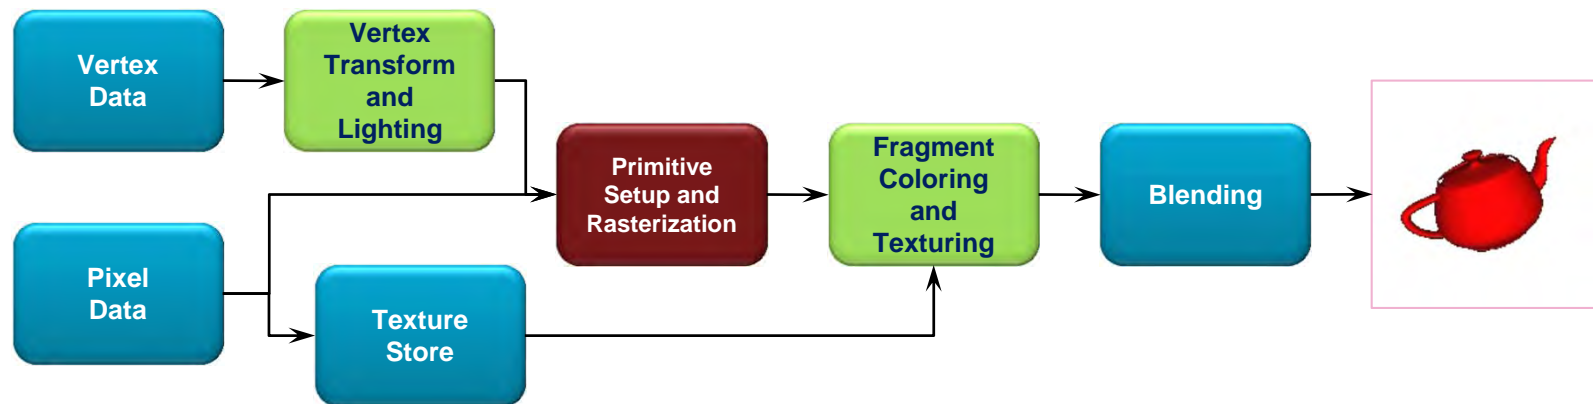 Vertex
Data
Vertex
Transform
and
Lighting
Primitive
Setup and
Rasterization
Fragment
Coloring
and
Texturing
Blending
Pixel
Data
Texture
Store